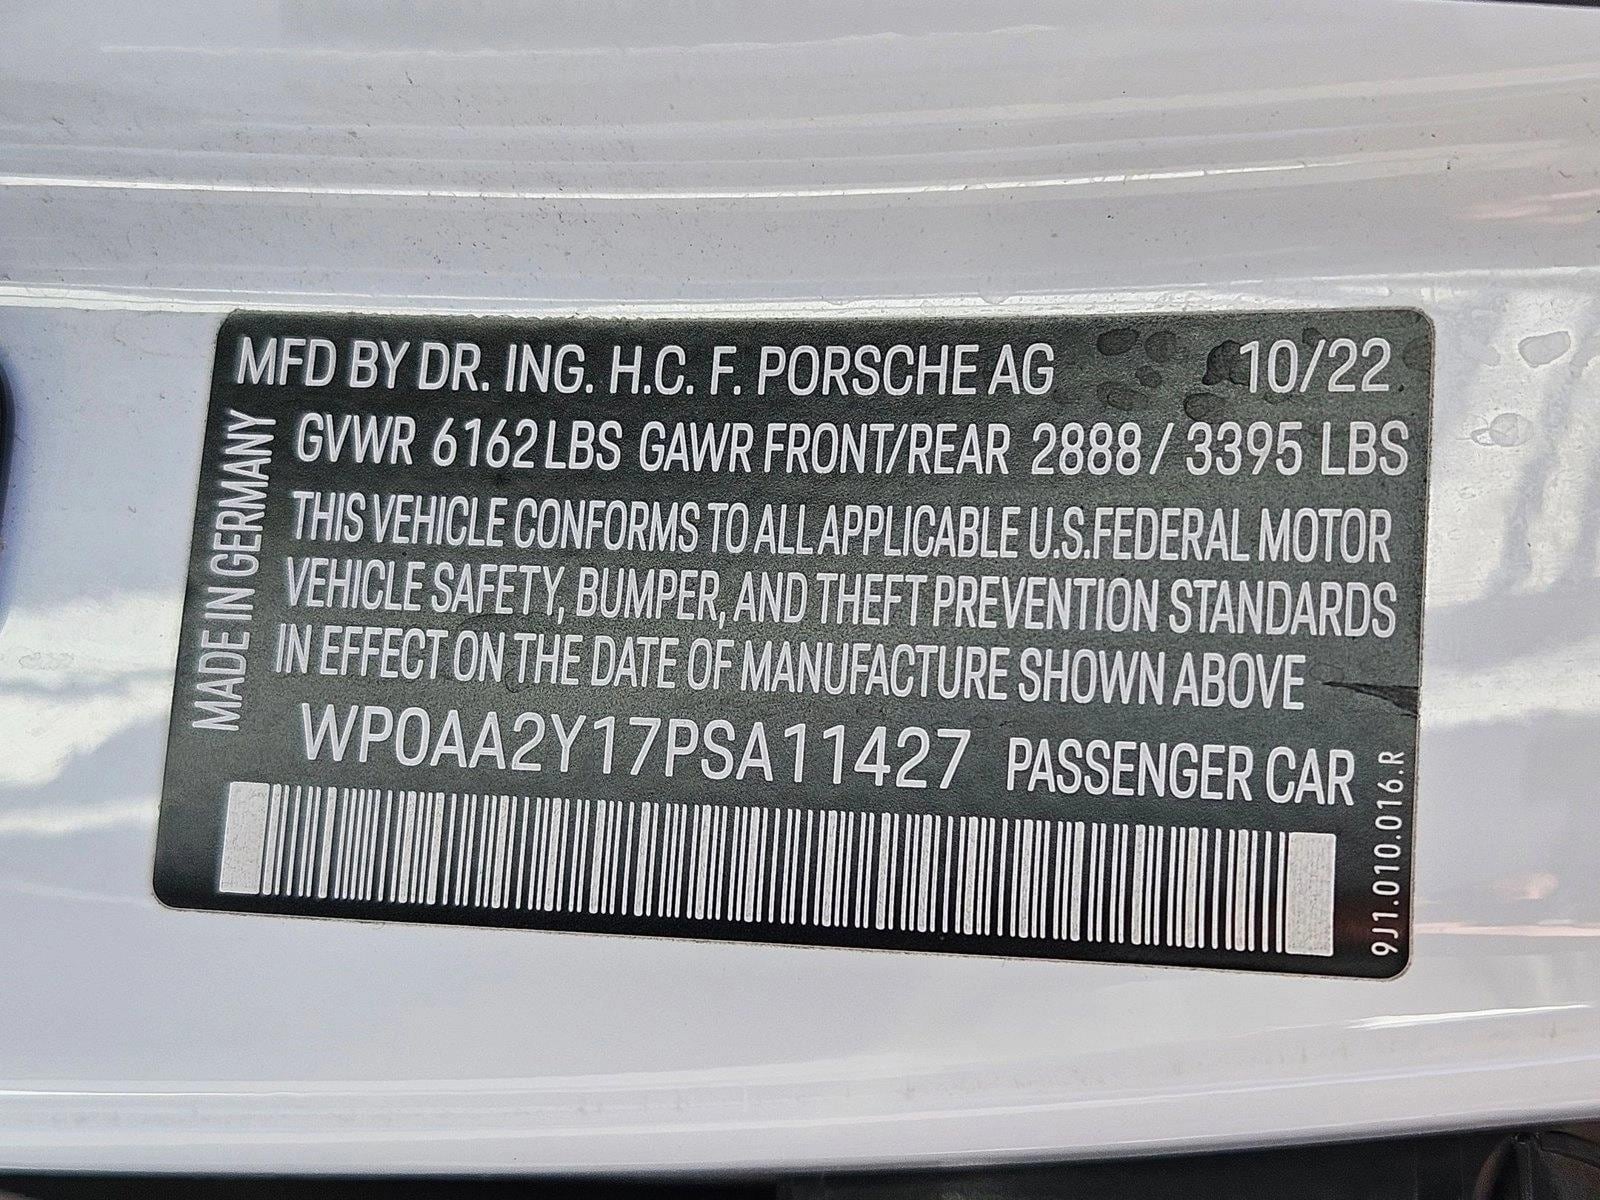 MFD BY DR. ING. H.C. F. PORSCHE AG 10/22
GVWR 6162 LBS GAWR FRONT/REAR 2888 / 3395 LBS
THIS VEHICLE CONFORMS TO ALL APPLICABLE U.S.FEDERAL MOTOR
VEHICLE SAFETY, BUMPER, AND THEFT PREVENTION STANDARDS
IN EFFECT ON THE DATE OF MANUFACTURE SHOWN ABOVE
WP0AA2Y17PSA11427 PASSENGER CAR
MADE IN GERMANY
9J1.010.016.R